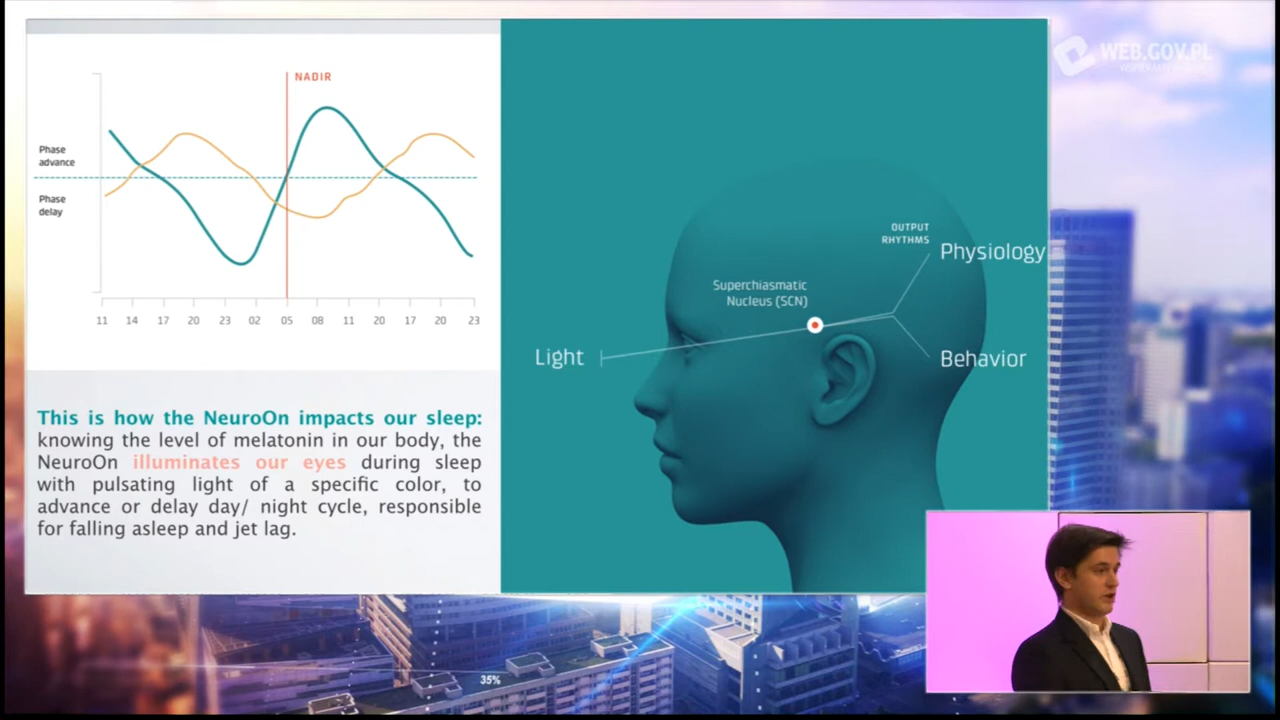 NADIR
Phase
advance
Phase
delay
11 14 17 20 23 02 05 08 11 20 17 20 23
This is how the NeuroOn impacts our sleep:
knowing the level of melatonin in our body, the
NeuroOn illuminates our eyes during sleep
with pulsating light of a specific color, to
advance or delay day/ night cycle, responsible
for falling asleep and jet lag.
WEB.GOV.PL
OUTPUT
RHYTHMS
Physiology
Superchiasmatic
Nucleus (SCN)
Light
Behavior
35%